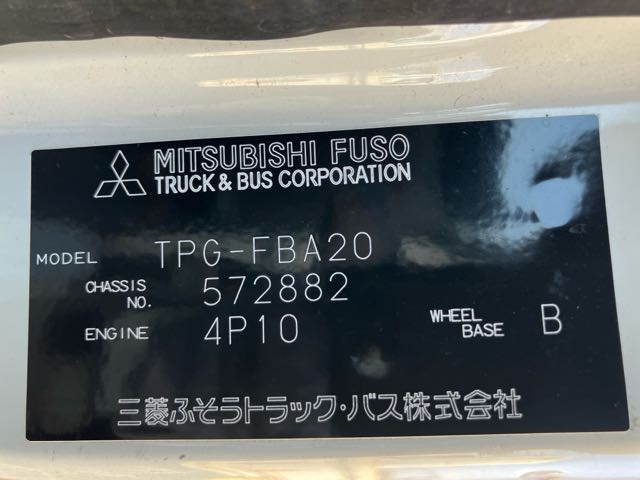 MITSUBISHI FUSO
TRUCK & BUS CORPORATION
MODEL TPG-FBA20
CHASSIS NO. 572882
ENGINE 4P10 WHEEL BASE B
三菱ふそうトラック・バス株式会社